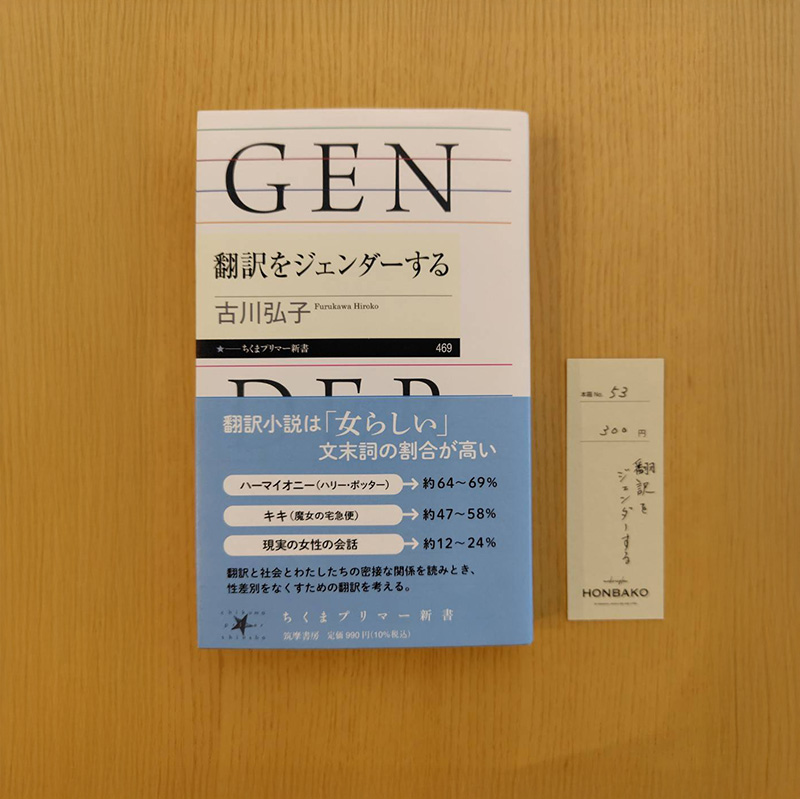 GEN
翻訳をジェンダーする
古川弘子 Furukawa Hiroko
★──ちくまプリマー新書 469
DER
翻訳小説は「女らしい」
文末詞の割合が高い
ハーマイオニー(ハリー・ポッター)→約64〜69%
キキ(魔女の宅急便)→約47〜58%
現実の女性の会話→約12〜24%
翻訳と社会とわたしたちの密接な関係を読みとき、
性差別をなくすための翻訳を考える。
chikuma
primer
shinsho
ちくまプリマー新書
筑摩書房 定価990円(10%税込)
本箱 No. 53
300 円
翻訳を
ジェンダーする
HONBAKO